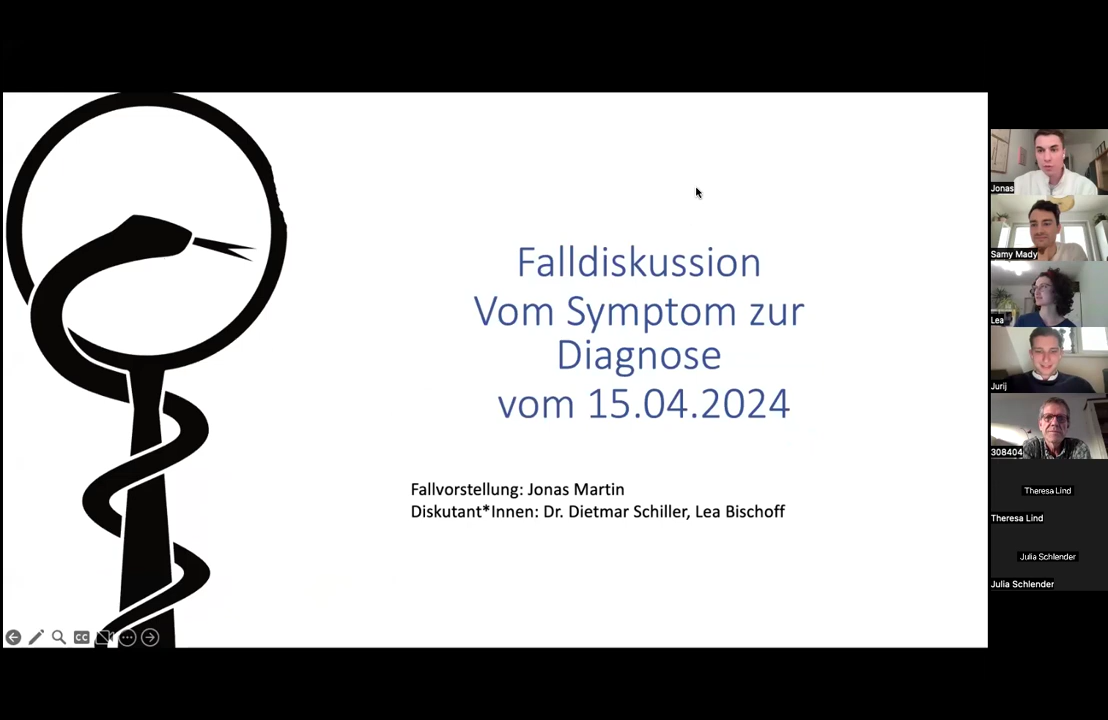 Falldiskussion
Vom Symptom zur
Diagnose
vom 15.04.2024
Fallvorstellung: Jonas Martin
Diskutant*Innen: Dr. Dietmar Schiller, Lea Bischoff
CC
Jonas
Samy Mady
Lea
Jurij
308404
Theresa Lind
Theresa Lind
Julia Schlender
Julia Schlender